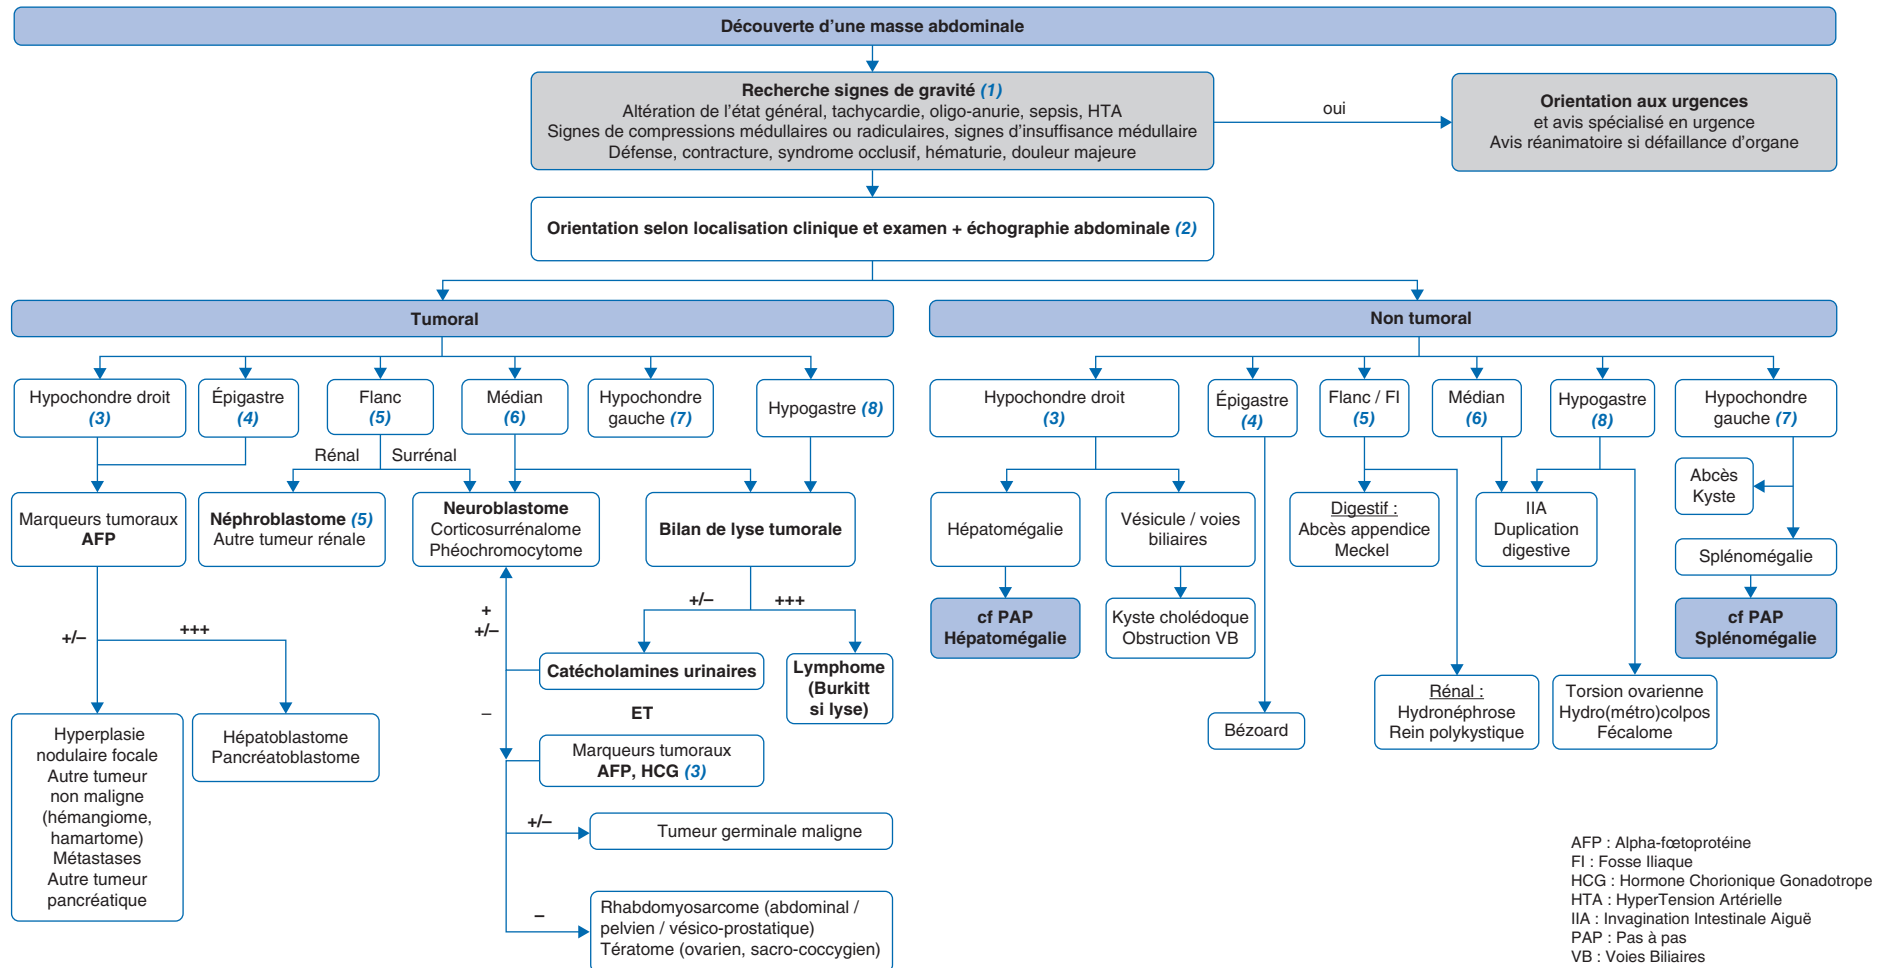 Découverte d'une masse abdominale
Recherche signes de gravité (1)
Altération de l'état général, tachycardie, oligo-anurie, sepsis, HTA
Signes de compressions médullaires ou radiculaires, signes d'insuffisance médullaire
Défense, contracture, syndrome occlusif, hématurie, douleur majeure
oui
Orientation aux urgences
et avis spécialisé en urgence
Avis réanimatoire si défaillance d'organe
Orientation selon localisation clinique et examen + échographie abdominale (2)
Tumoral
Hypochondre droit
(3)
Épigastre
(4)
Flanc
(5)
Médian
(6)
Hypochondre
gauche (7)
Hypogastre (8)
Rénal
Surrénal
Marqueurs tumoraux
AFP
Néphroblastome (5)
Autre tumeur rénale
Neuroblastome
Corticosurrénalome
Phéochromocytome
Bilan de lyse tumorale
+/–
+++
Hyperplasie
nodulaire focale
Autre tumeur
non maligne
(hémangiome,
hamartome)
Métastases
Autre tumeur
pancréatique
Hépatoblastome
Pancréatoblastome
+/–
+++
+
+/–
Catécholamines urinaires
Lymphome
(Burkitt
si lyse)
–
ET
Marqueurs tumoraux
AFP, HCG (3)
+/–
Tumeur germinale maligne
–
Rhabdomyosarcome (abdominal /
pelvien / vésico-prostatique)
Tératome (ovarien, sacro-coccygien)
Non tumoral
Hypochondre droit
(3)
Épigastre
(4)
Flanc / FI
(5)
Médian
(6)
Hypogastre
(8)
Hypochondre
gauche (7)
Hépatomégalie
Vésicule / voies
biliaires
Digestif :
Abcès appendice
Meckel
IIA
Duplication
digestive
Abcès
Kyste
Splénomégalie
cf PAP
Hépatomégalie
Kyste cholédoque
Obstruction VB
cf PAP
Splénomégalie
Bézoard
Rénal :
Hydronéphrose
Rein polykystique
Torsion ovarienne
Hydro(métro)colpos
Fécalome
AFP : Alpha-fœtoprotéine
FI : Fosse Iliaque
HCG : Hormone Chorionique Gonadotrope
HTA : HyperTension Artérielle
IIA : Invagination Intestinale Aiguë
PAP : Pas à pas
VB : Voies Biliaires